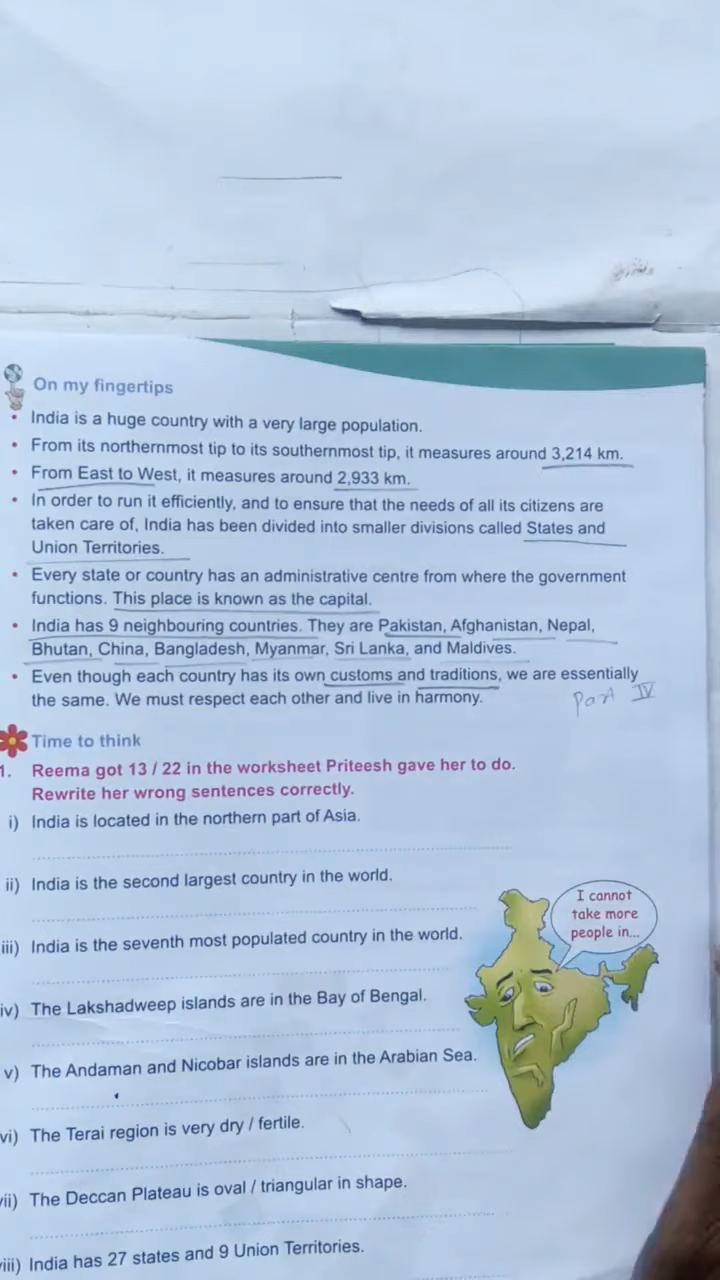 On my fingertips
• India is a huge country with a very large population.
• From its northernmost tip to its southernmost tip, it measures around 3,214 km.
• From East to West, it measures around 2,933 km.
• In order to run it efficiently, and to ensure that the needs of all its citizens are
taken care of, India has been divided into smaller divisions called States and
Union Territories.
• Every state or country has an administrative centre from where the government
functions. This place is known as the capital.
• India has 9 neighbouring countries. They are Pakistan, Afghanistan, Nepal,
Bhutan, China, Bangladesh, Myanmar, Sri Lanka, and Maldives.
• Even though each country has its own customs and traditions, we are essentially
the same. We must respect each other and live in harmony.
Part IV
Time to think
1. Reema got 13 / 22 in the worksheet Priteesh gave her to do.
Rewrite her wrong sentences correctly.
i) India is located in the northern part of Asia.
ii) India is the second largest country in the world.
I cannot
take more
people in...
iii) India is the seventh most populated country in the world.
iv) The Lakshadweep islands are in the Bay of Bengal.
v) The Andaman and Nicobar islands are in the Arabian Sea.
vi) The Terai region is very dry / fertile.
vii) The Deccan Plateau is oval / triangular in shape.
viii) India has 27 states and 9 Union Territories.